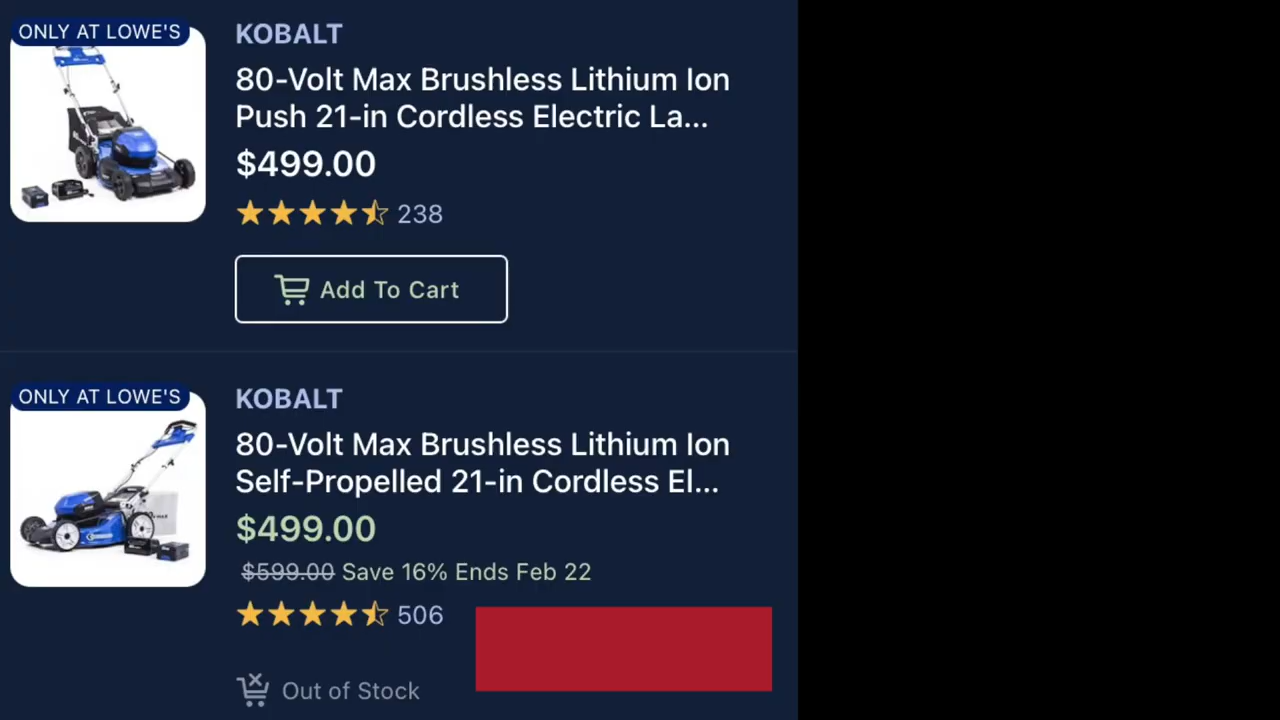 ONLY AT LOWE'S
KOBALT
80-Volt Max Brushless Lithium Ion
Push 21-in Cordless Electric La...
$499.00
238
Add To Cart
ONLY AT LOWE'S
KOBALT
80-Volt Max Brushless Lithium Ion
Self-Propelled 21-in Cordless El...
$499.00
$599.00 Save 16% Ends Feb 22
506
Out of Stock